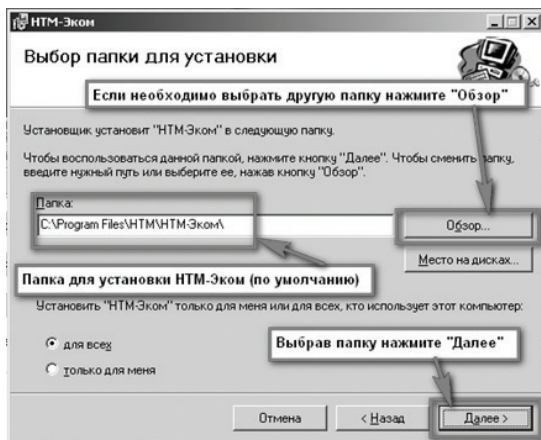 НТМ-Эком
Выбор папки для установки
Если необходимо выбрать другую папку нажмите "Обзор"
Установщик установит "НТМ-Эком" в следующую папку.
Чтобы воспользоваться данной папкой, нажмите кнопку "Далее". Чтобы сменить папку,
введите нужный путь или выберите ее, нажав кнопку "Обзор".
Папка:
C:\Program Files\HTM\НТМ-Эком\
Обзор...
Место на дисках...
Папка для установки НТМ-Эком (по умолчанию)
Установить "НТМ-Эком" только для меня или для всех, кто использует этот компьютер:
для всех
Выбрав папку нажмите "Далее"
только для меня
Отмена
< Назад
Далее >